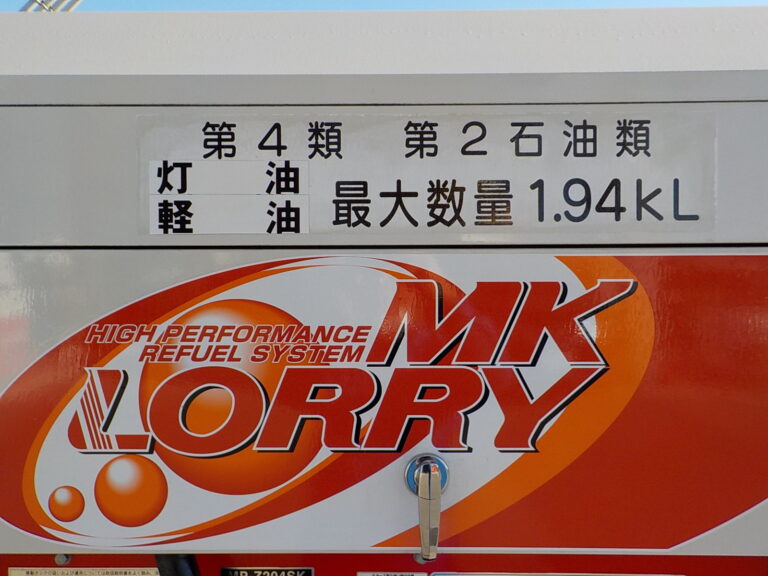 第4類 第2石油類
灯 油
軽 油
最大数量1.94kL
HIGH PERFORMANCE
REFUEL SYSTEM
MK
LORRY